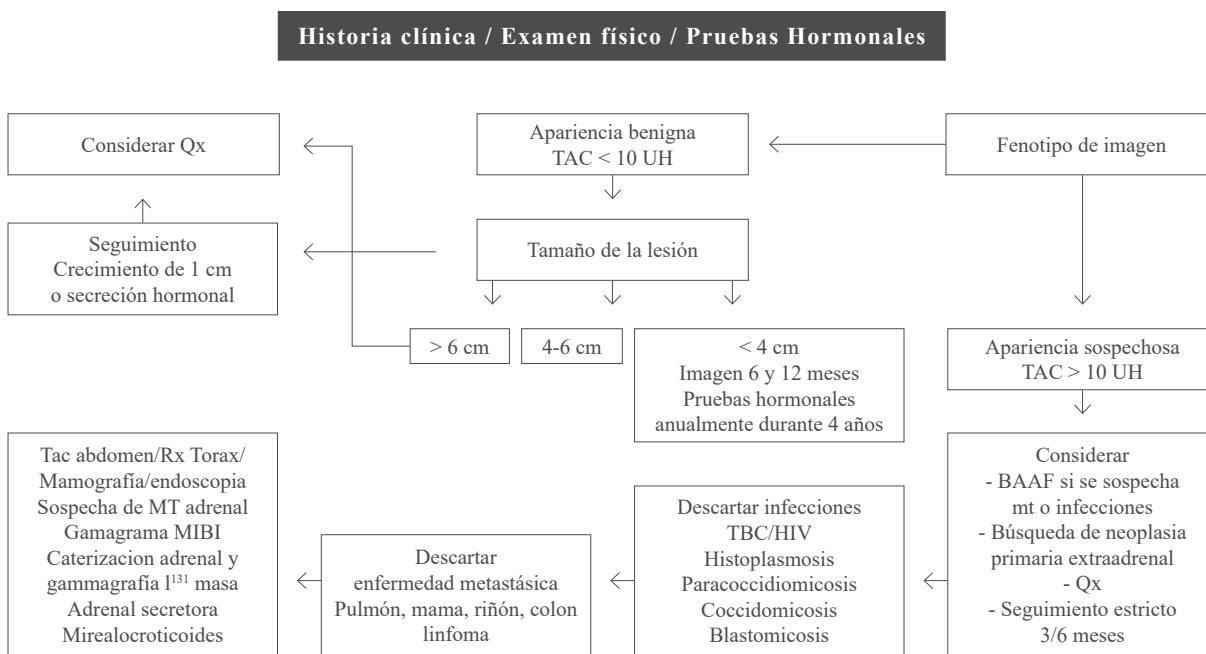 Historia clínica / Examen físico / Pruebas Hormonales
Considerar Qx
Apariencia benigna
TAC < 10 UH
Fenotipo de imagen
Seguimiento
Crecimiento de 1 cm
o secreción hormonal
Tamaño de la lesión
> 6 cm
4-6 cm
< 4 cm
Imagen 6 y 12 meses
Pruebas hormonales
anualmente durante 4 años
Apariencia sospechosa
TAC > 10 UH
Tac abdomen/Rx Torax/
Mamografía/endoscopia
Sospecha de MT adrenal
Gamagrama MIBI
Caterizacion adrenal y
gammagrafía l¹³¹ masa
Adrenal secretora
Mirealocroticoides
Descartar
enfermedad metastásica
Pulmón, mama, riñón, colon
linfoma
Descartar infecciones
TBC/HIV
Histoplasmosis
Paracoccidiomicosis
Coccidomicosis
Blastomicosis
Considerar
- BAAF si se sospecha
mt o infecciones
- Búsqueda de neoplasia
primaria extraadrenal
- Qx
- Seguimiento estricto
3/6 meses